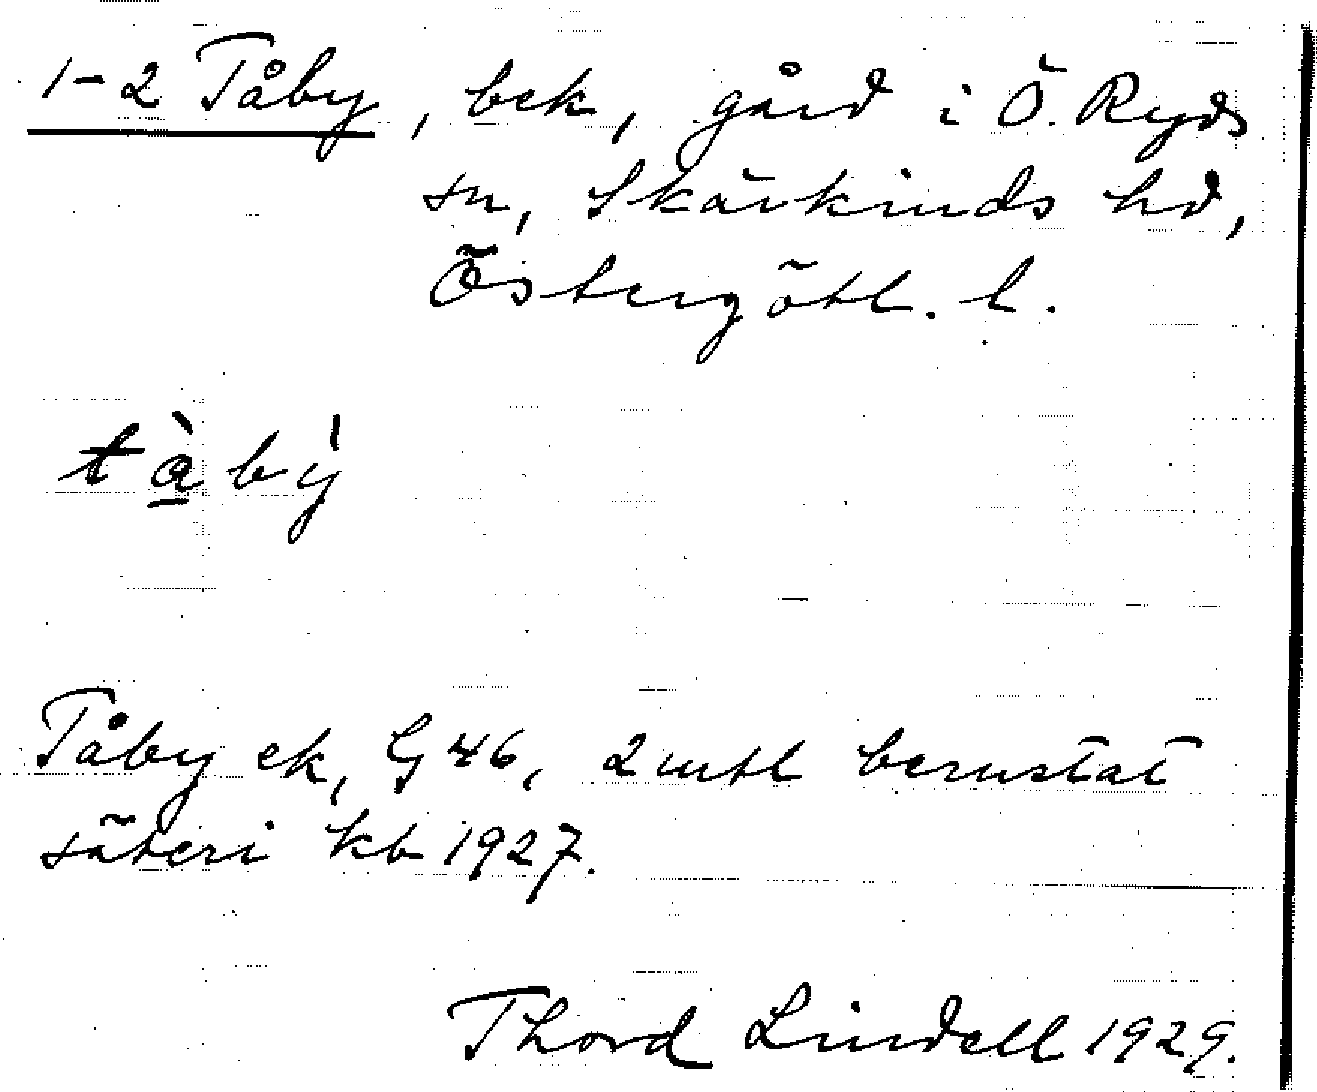 1-2 Tåby, bek, gård i Ö. Ryds
sn, Skärkinds hd,
Östergötl. l.
tàbý
Tåby ek, G 46, 2 mtl berustat
säteri kb 1927.
Thord Lindell 1929.